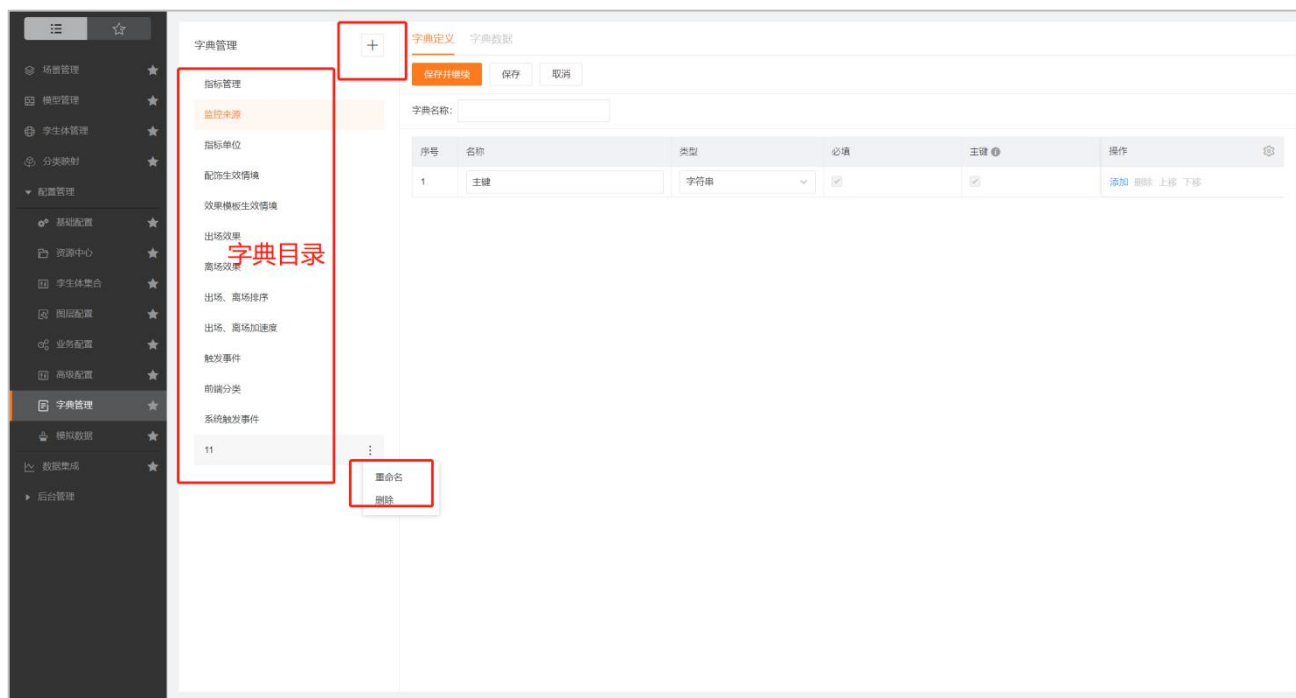 场景管理
模型管理
孪生体管理
分类映射
配置管理
基础配置
资源中心
孪生体集合
图层配置
业务配置
高级配置
字典管理
模拟数据
数据集成
后台管理
字典管理
指标管理
监控来源
指标单位
配饰生效情境
效果模板生效情境
出场效果
字典目录
离场效果
出场、离场排序
出场、离场加速度
触发事件
前端分类
系统触发事件
11
重命名
删除
字典定义 字典数据
保存并继续 保存 取消
字典名称:
序号 名称 类型 必填 主键 操作
1 主键 字符串 添加 删除 上移 下移